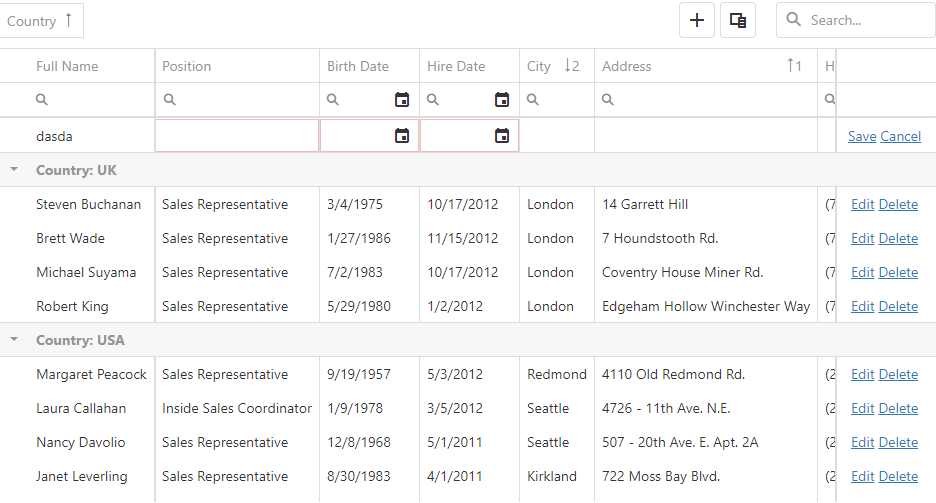 Country ↑ Search...
Full Name Position Birth Date Hire Date City ↓2 Address ↑1 H
dasda Save Cancel
Country: UK
Steven Buchanan Sales Representative 3/4/1975 10/17/2012 London 14 Garrett Hill (7 Edit Delete
Brett Wade Sales Representative 1/27/1986 11/15/2012 London 7 Houndstooth Rd. (7 Edit Delete
Michael Suyama Sales Representative 7/2/1983 10/17/2012 London Coventry House Miner Rd. (7 Edit Delete
Robert King Sales Representative 5/29/1980 1/2/2012 London Edgeham Hollow Winchester Way (7 Edit Delete
Country: USA
Margaret Peacock Sales Representative 9/19/1957 5/3/2012 Redmond 4110 Old Redmond Rd. (2 Edit Delete
Laura Callahan Inside Sales Coordinator 1/9/1978 3/5/2012 Seattle 4726 - 11th Ave. N.E. (2 Edit Delete
Nancy Davolio Sales Representative 12/8/1968 5/1/2011 Seattle 507 - 20th Ave. E. Apt. 2A (2 Edit Delete
Janet Leverling Sales Representative 8/30/1983 4/1/2011 Kirkland 722 Moss Bay Blvd. (2 Edit Delete